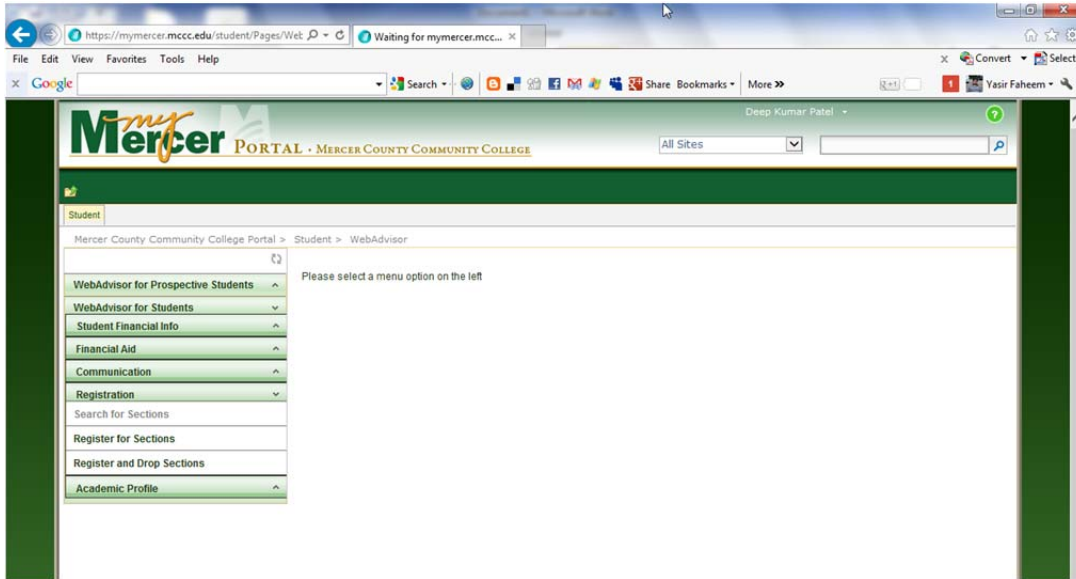 https://mymercer.mccc.edu/student/Pages/Wel
Waiting for mymercer.mcc...
File Edit View Favorites Tools Help
Convert Select
Google Search Share Bookmarks More »
1 Yasir Faheem
my Mercer PORTAL · MERCER COUNTY COMMUNITY COLLEGE
Deep Kumar Patel
All Sites
Student
Mercer County Community College Portal > Student > WebAdvisor
Please select a menu option on the left
WebAdvisor for Prospective Students
WebAdvisor for Students
Student Financial Info
Financial Aid
Communication
Registration
Search for Sections
Register for Sections
Register and Drop Sections
Academic Profile